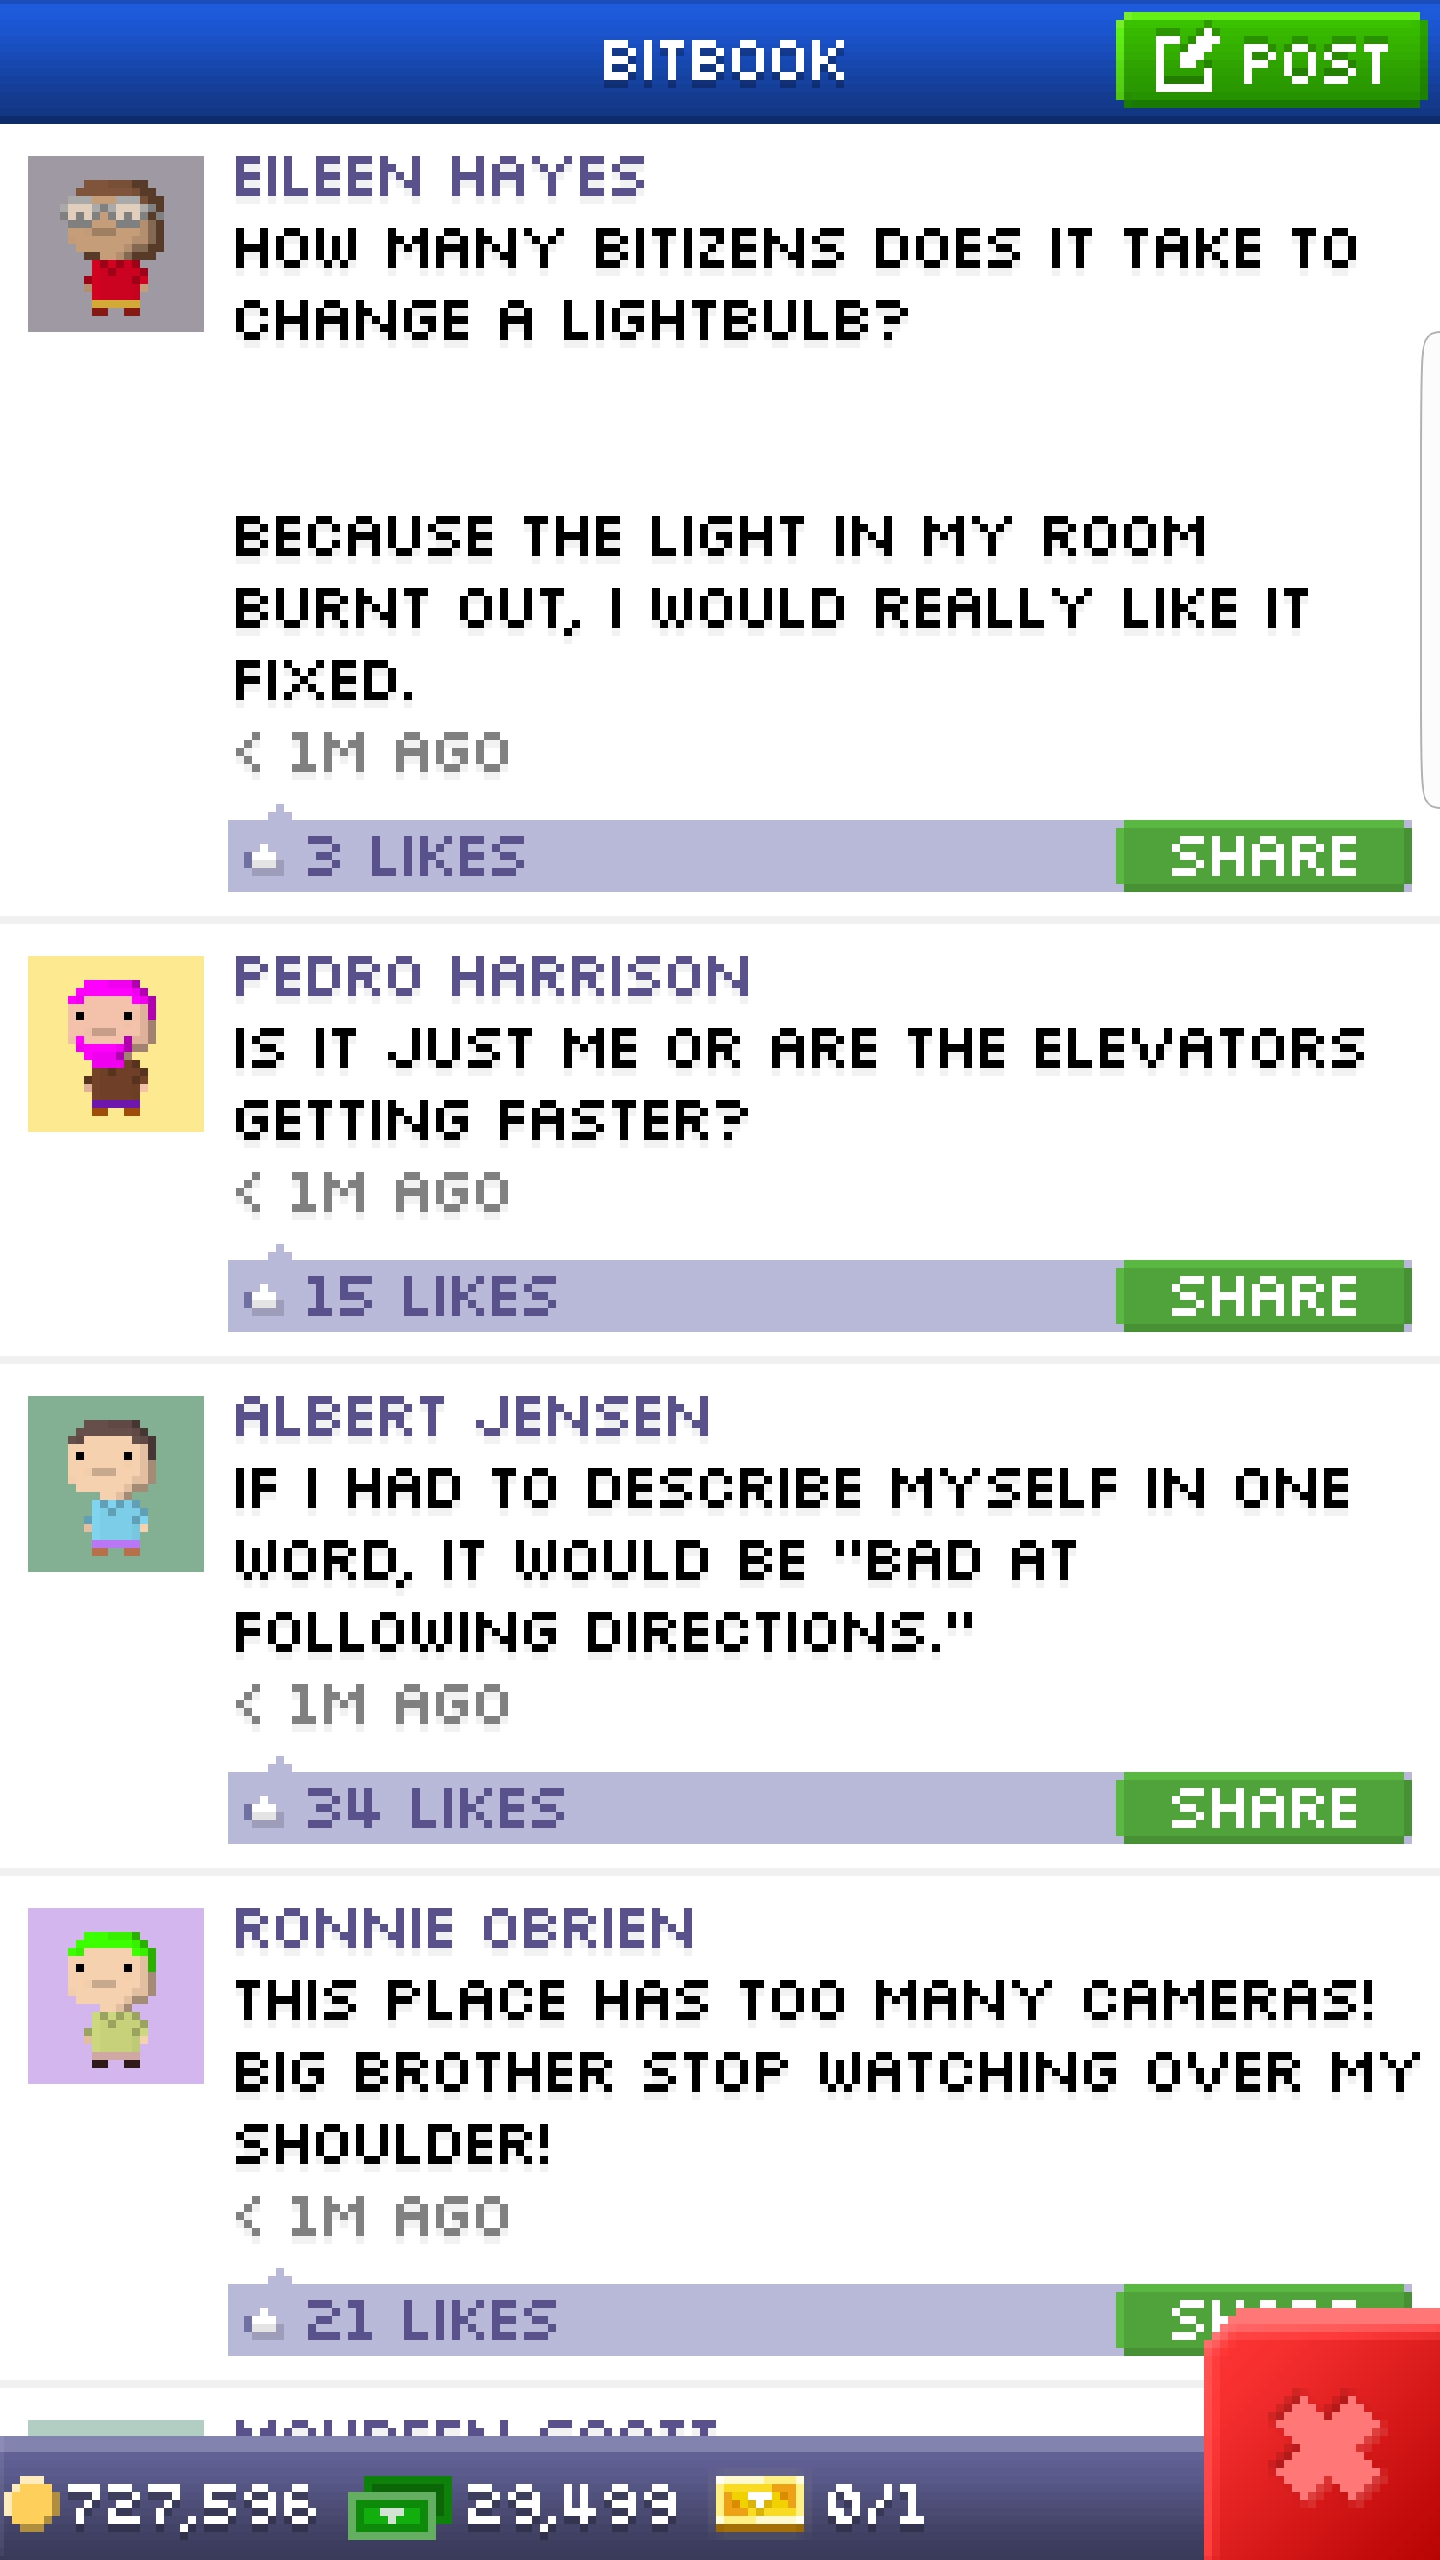 BITBOOK
POST
EILEEN HAYES
HOW MANY BITIZENS DOES IT TAKE TO
CHANGE A LIGHTBULB?
BECAUSE THE LIGHT IN MY ROOM
BURNT OUT, I WOULD REALLY LIKE IT
FIXED.
< 1M AGO
3 LIKES
SHARE
PEDRO HARRISON
IS IT JUST ME OR ARE THE ELEVATORS
GETTING FASTER?
< 1M AGO
15 LIKES
SHARE
ALBERT JENSEN
IF I HAD TO DESCRIBE MYSELF IN ONE
WORD, IT WOULD BE "BAD AT
FOLLOWING DIRECTIONS."
< 1M AGO
34 LIKES
SHARE
RONNIE OBRIEN
THIS PLACE HAS TOO MANY CAMERAS!
BIG BROTHER STOP WATCHING OVER MY
SHOULDER!
< 1M AGO
21 LIKES
SHARE
727,596
29,499
0/1